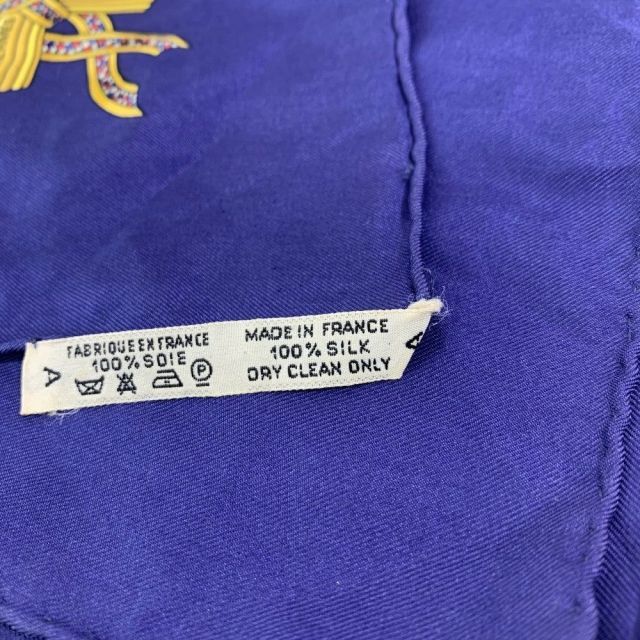 FABRIQUE EN FRANCE
100% SOIE
A
MADE IN FRANCE
100% SILK
DRY CLEAN ONLY